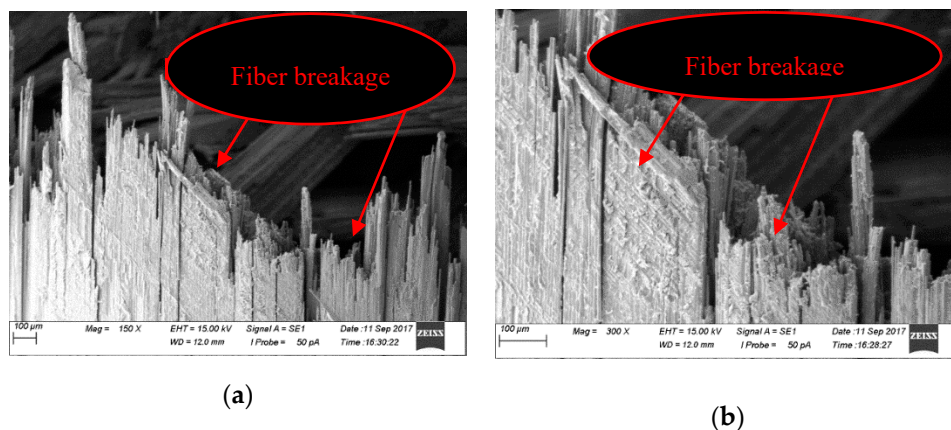 Fiber breakage
100 µm
Mag = 150 X
EHT = 15.00 kV
Signal A = SE1
Date :11 Sep 2017
WD = 12.0 mm
I Probe = 50 pA
Time :16:30:22
ZEISS
(a)
Fiber breakage
100 µm
Mag = 300 X
EHT = 15.00 kV
Signal A = SE1
Date :11 Sep 2017
WD = 12.0 mm
I Probe = 50 pA
Time :16:28:27
ZEISS
(b)